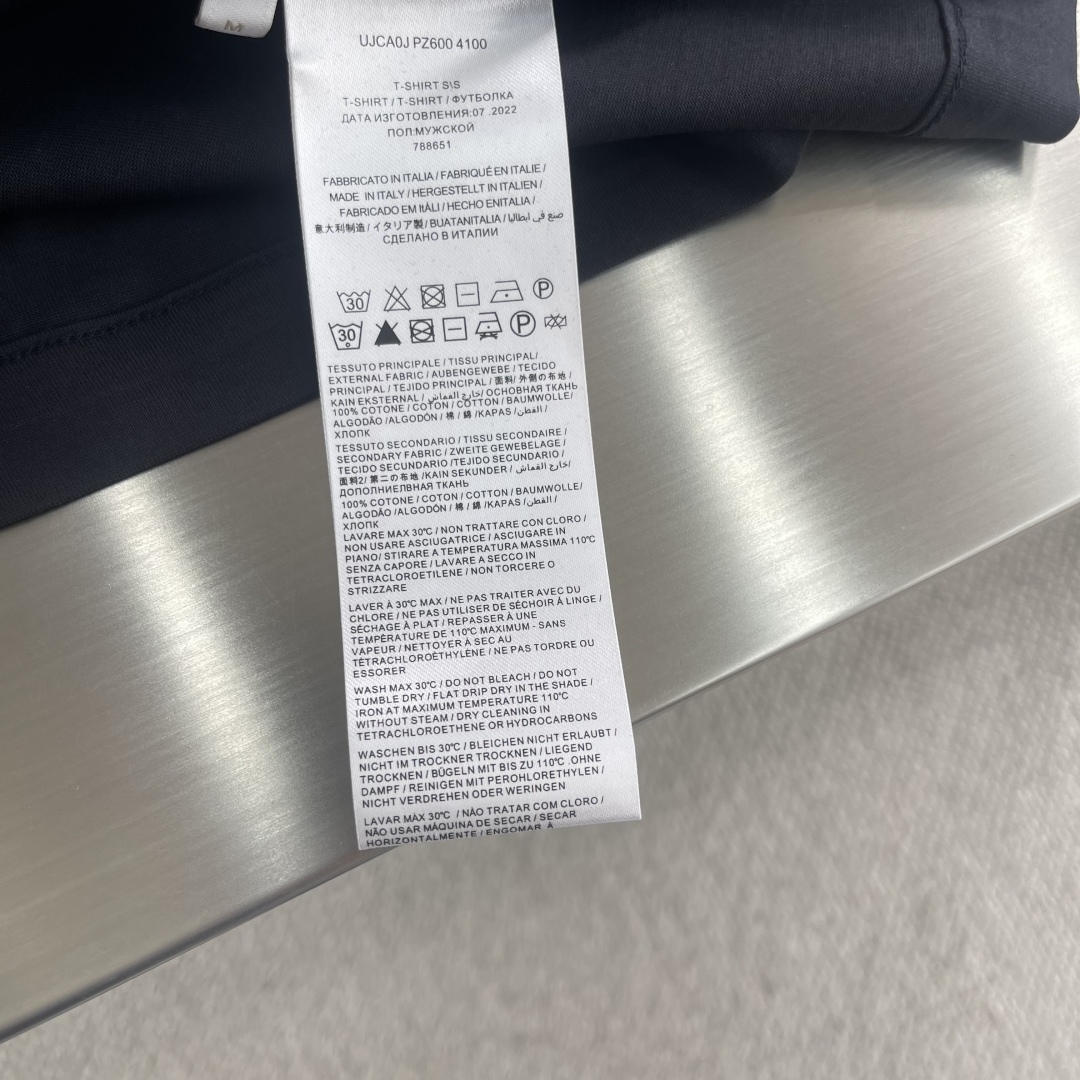 M
UJCA0J PZ600 4100
T-SHIRT S\S
T-SHIRT / T-SHIRT / ФУТБОЛКА
ДАТА ИЗГОТОВЛЕНИЯ:07 .2022
ПОЛ:МУЖСКОЙ
788651
FABBRICATO IN ITALIA / FABRIQUÉ EN ITALIE /
MADE IN ITALY / HERGESTELLT IN ITALIEN /
FABRICADO EM ItÁLI / HECHO ENITALIA /
意大利制造 / イタリア製 / BUATANITALIA / صنع في ايطاليا
СДЕЛАНО В ИТАЛИИ
30
P
30
P
TESSUTO PRINCIPALE / TISSU PRINCIPAL/
EXTERNAL FABRIC / AUBENGEWEBE / TECIDO
PRINCIPAL / TEJIDO PRINCIPAL / 面料/ 外側の布地 /
KAIN EKSTERNAL / خارج القماش/ ОСНОВНАЯ ТКАНЬ
100% COTONE / COTON / COTTON / BAUMWOLLE/
ALGODÃO /ALGODÓN / 棉 / 綿 /KAPAS /القطن /
ХЛОПК
TESSUTO SECONDARIO / TISSU SECONDAIRE /
SECONDARY FABRIC / ZWEITE GEWEBELAGE /
TECIDO SECUNDARIO /TEJIDO SECUNDARIO /
面料2/ 第二の布地 /KAIN SEKUNDER / خارج القماش/
ДОПОЛНИЕЛВНАЯ ТКАНЬ
100% COTONE / COTON / COTTON / BAUMWOLLE/
ALGODÃO /ALGODÓN / 棉 / 綿 /KAPAS /القطن /
ХЛОПК
LAVARE MAX 30℃ / NON TRATTARE CON CLORO /
NON USARE ASCIUGATRICE / ASCIUGARE IN
PIANO/ STIRARE A TEMPERATURA MASSIMA 110℃
SENZA CAPORE / LAVARE A SECCO IN
TETRACLOROETILENE / NON TORCERE O
STRIZZARE
LAVER À 30℃ MAX / NE PAS TRAITER AVEC DU
CHLORE / NE PAS UTILISER DE SÉCHOIR À LINGE /
SÉCHAGE À PLAT / REPASSER À UNE
TEMPÉRATURE DE 110℃ MAXIMUM - SANS
VAPEUR / NETTOYER À SEC AU
TÉTRACHLOROÉTHYLÈNE / NE PAS TORDRE OU
ESSORER
WASH MAX 30℃ / DO NOT BLEACH / DO NOT
TUMBLE DRY / FLAT DRIP DRY IN THE SHADE /
IRON AT MAXIMUM TEMPERATURE 110℃
WITHOUT STEAM / DRY CLEANING IN
TETRACHLOROETHENE OR HYDROCARBONS
WASCHEN BIS 30℃ / BLEICHEN NICHT ERLAUBT /
NICHT IM TROCKNER TROCKNEN / LIEGEND
TROCKNEN / BÜGELN MIT BIS ZU 110℃ .OHNE
DAMPF / REINIGEN MIT PEROHLORETHYLEN /
NICHT VERDREHEN ODER WERINGEN
LAVAR MÁX 30℃ / NÃO TRATAR COM CLORO /
NÃO USAR MÁQUINA DE SECAR / SECAR
HORIZONTALMENTE / ENGOMAR À